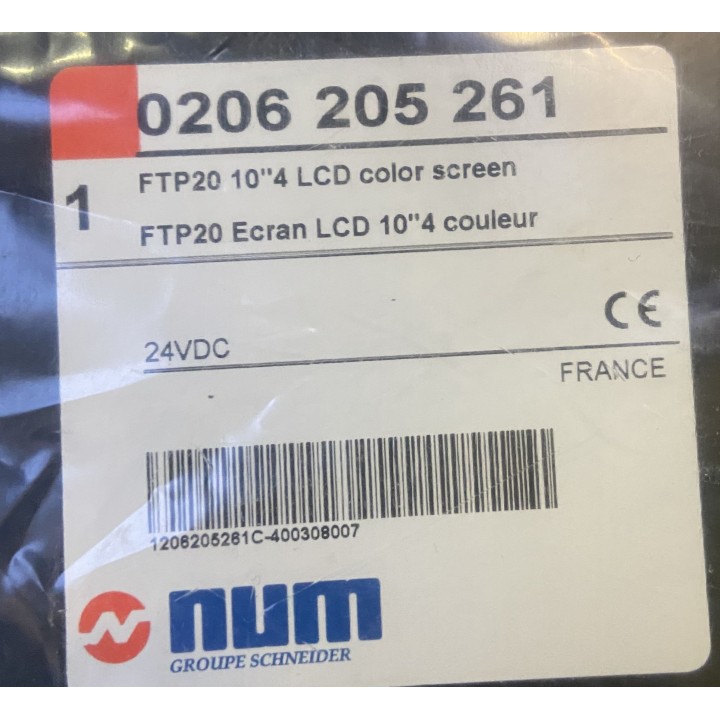 0206 205 261
1
FTP20 10"4 LCD color screen
FTP20 Ecran LCD 10"4 couleur
CE
24VDC
FRANCE
1206205261C-400308007
num
GROUPE SCHNEIDER